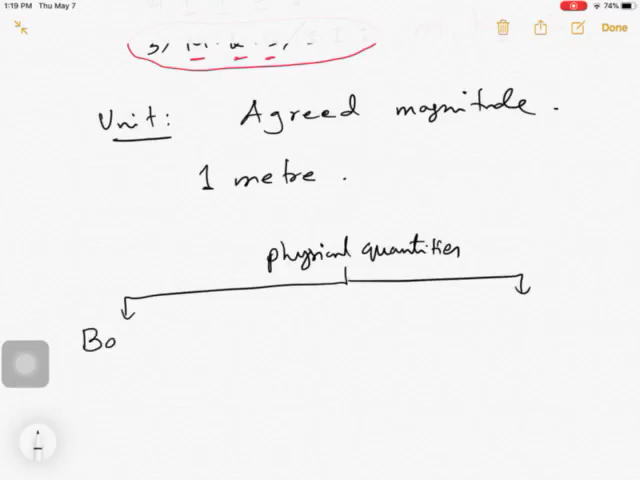 1:19 PM Thu May 7
74%
Done
Unit: Agreed magnitude.
1 metre.
physical quantities
Bo